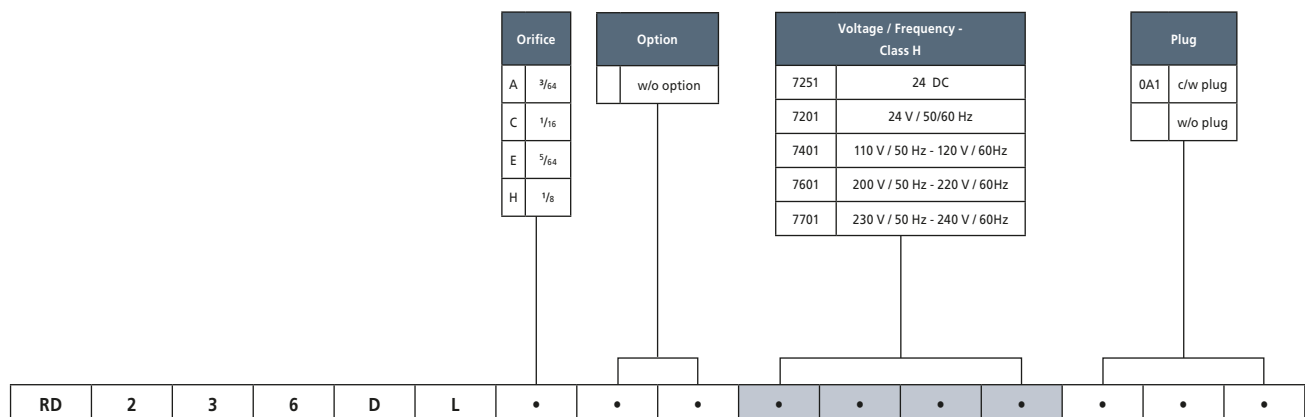 Orifice
A ³/₆₄
C ¹/₁₆
E ⁵/₆₄
H ¹/₈
Option
w/o option
Voltage / Frequency -
Class H
7251 24 DC
7201 24 V / 50/60 Hz
7401 110 V / 50 Hz - 120 V / 60Hz
7601 200 V / 50 Hz - 220 V / 60Hz
7701 230 V / 50 Hz - 240 V / 60Hz
Plug
0A1 c/w plug
w/o plug
RD 2 3 6 D L • • • • • • • • • •